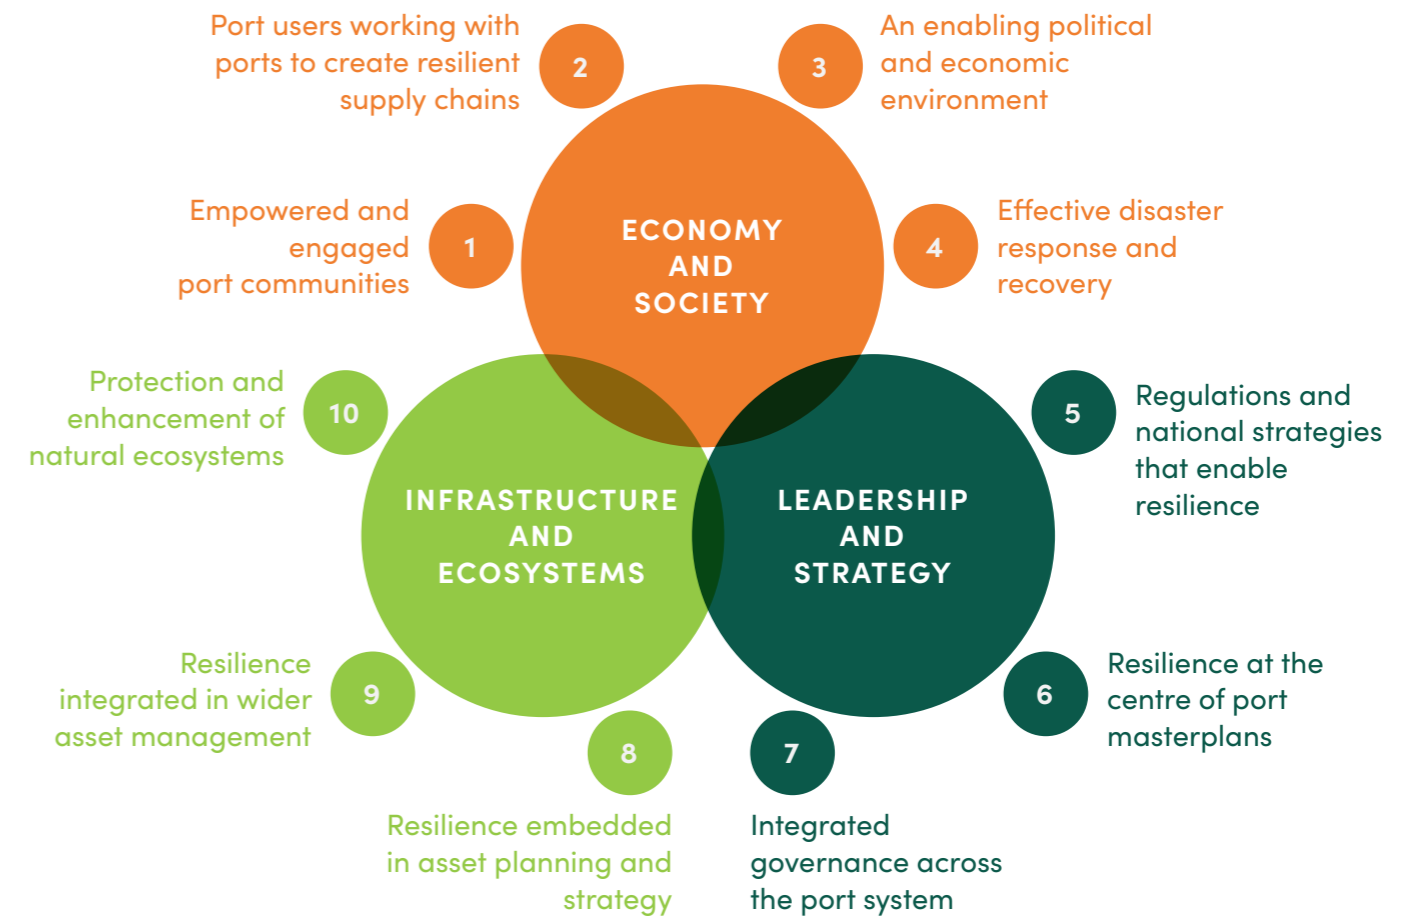 Port users working with
ports to create resilient
supply chains
2
3
An enabling political
and economic
environment
Empowered and
engaged
port communities
1
ECONOMY
AND
SOCIETY
4
Effective disaster
response and
recovery
Protection and
enhancement of
natural ecosystems
10
5
Regulations and
national strategies
that enable
resilience
INFRASTRUCTURE
AND
ECOSYSTEMS
LEADERSHIP
AND
STRATEGY
Resilience
integrated in wider
asset management
9
6
Resilience at the
centre of port
masterplans
8
Resilience embedded
in asset planning and
strategy
7
Integrated
governance across
the port system